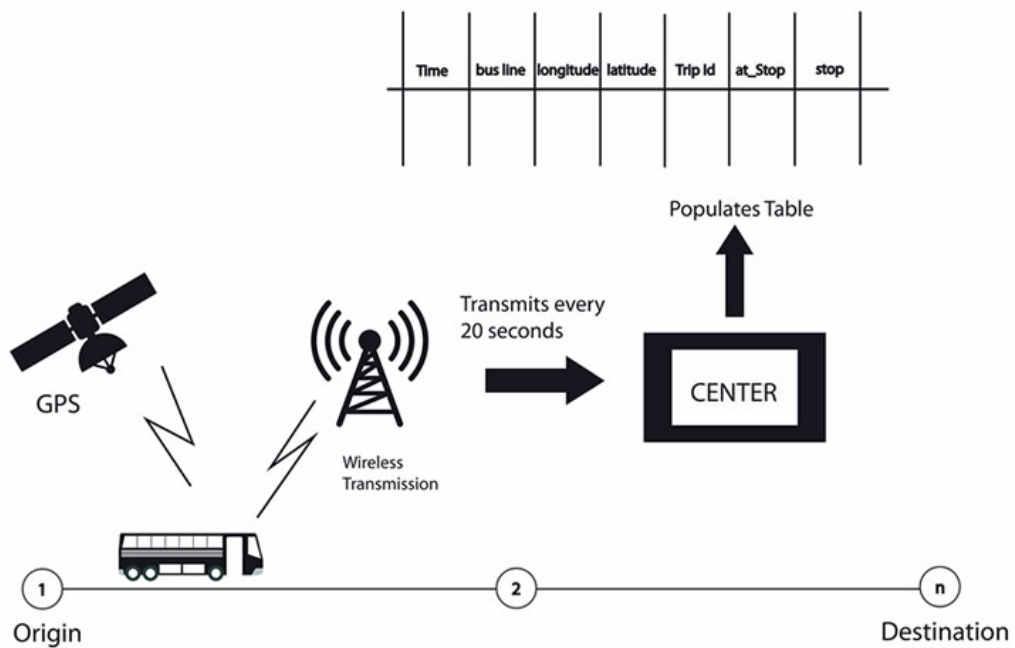 Time bus line longitude latitude Trip Id at_Stop stop
Populates Table
Transmits every
20 seconds
GPS
CENTER
Wireless
Transmission
1 2 n
Origin Destination